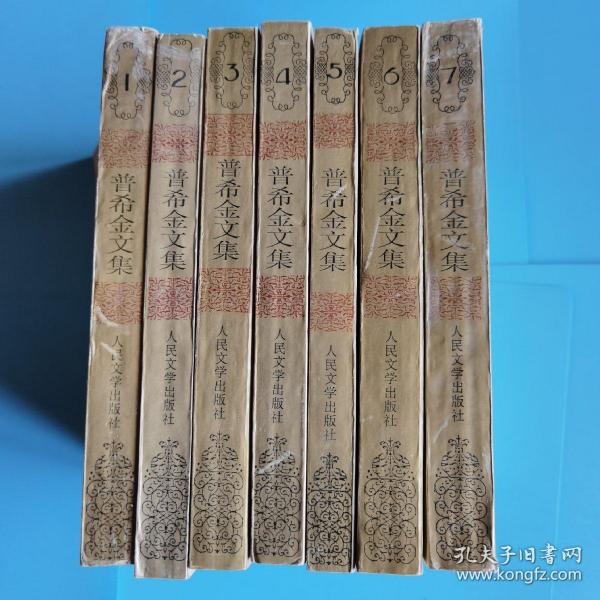 1
普希金文集
人民文学出版社
2
普希金文集
人民文学出版社
3
普希金文集
人民文学出版社
4
普希金文集
人民文学出版社
5
普希金文集
人民文学出版社
6
普希金文集
人民文学出版社
7
普希金文集
人民文学出版社
孔夫子旧书网
www.kongfz.com